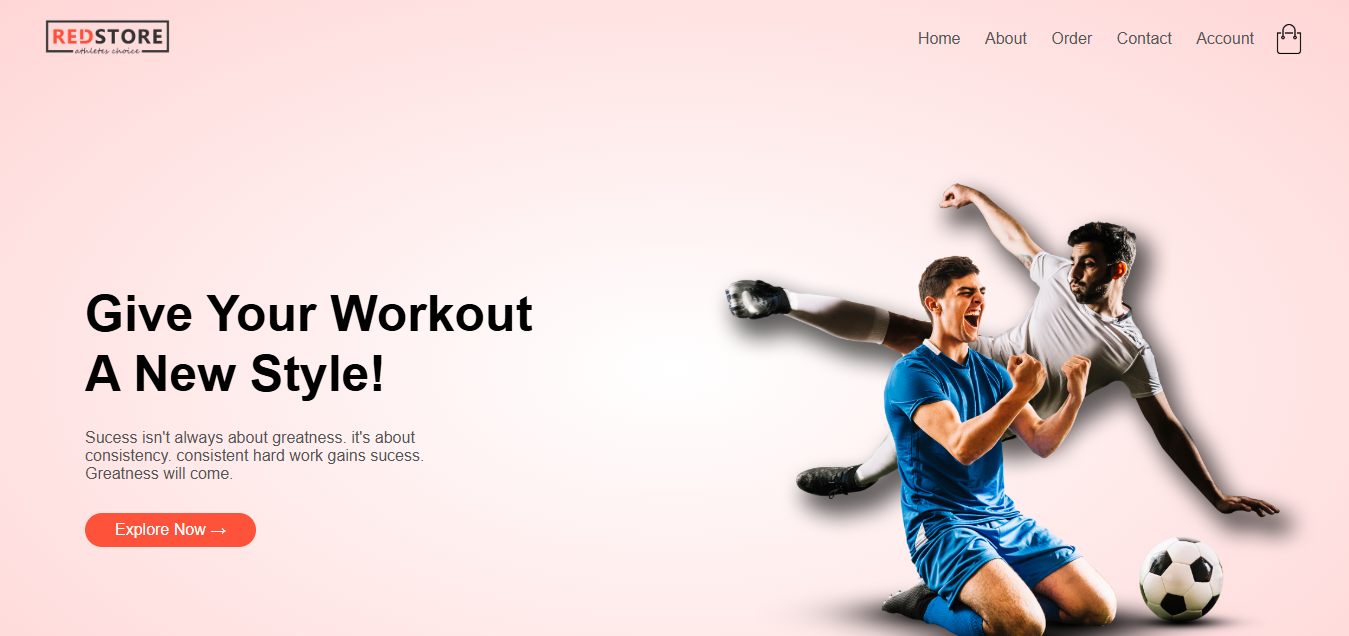 REDSTORE
athletes choice
Home About Order Contact Account
Give Your Workout
A New Style!
Sucess isn't always about greatness. it's about
consistency. consistent hard work gains sucess.
Greatness will come.
Explore Now →